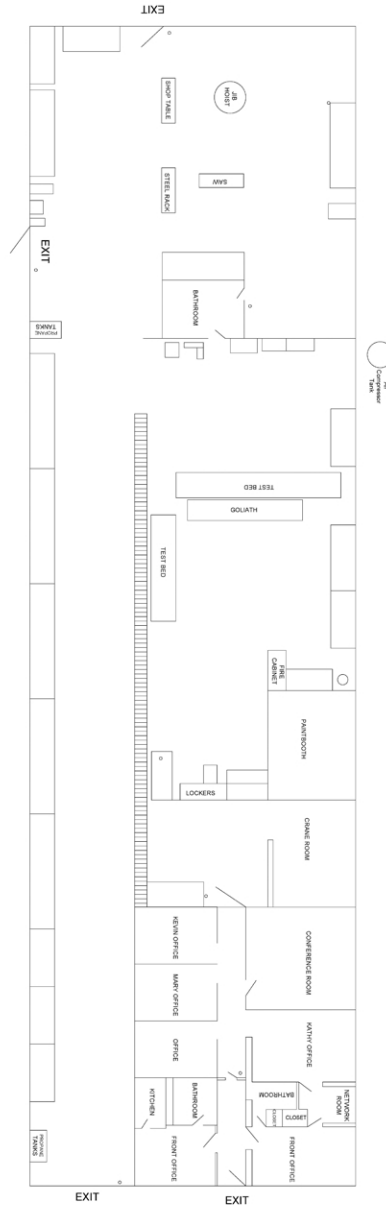 EXIT
SHOP TABLE
JIB
HOIST
STEEL RACK
SAW
EXIT
BATHROOM
PROPANE
TANKS
Compressor
Tank
TEST BED
GOLIATH
TEST BED
FIRE
CABINET
PAINTBOOTH
LOCKERS
CRANE ROOM
KEVIN OFFICE
CONFERENCE ROOM
MARY OFFICE
OFFICE
KATHY OFFICE
KITCHEN
BATHROOM
BATHROOM
CLOSET
CLOSET
NETWORK
ROOM
PROPANE
TANKS
FRONT OFFICE
FRONT OFFICE
EXIT
EXIT